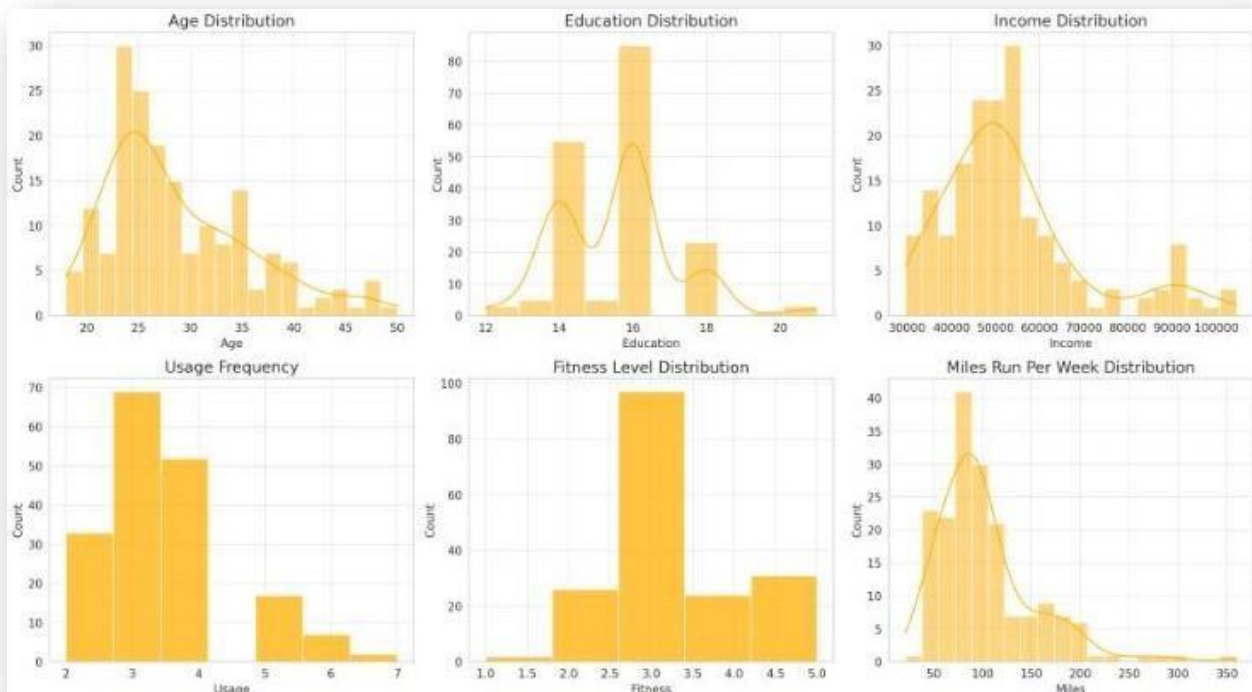 Age Distribution
30
25
20
15
10
5
0
Count
20 25 30 35 40 45 50
Age
Education Distribution
80
70
60
50
40
30
20
10
0
Count
12 14 16 18 20
Education
Income Distribution
30
25
20
15
10
5
0
Count
30000 40000 50000 60000 70000 80000 90000 100000
Income
Usage Frequency
70
60
50
40
30
20
10
0
Count
2 3 4 5 6 7
Usage
Fitness Level Distribution
100
80
60
40
20
0
Count
1.0 1.5 2.0 2.5 3.0 3.5 4.0 4.5 5.0
Fitness
Miles Run Per Week Distribution
40
35
30
25
20
15
10
5
0
Count
50 100 150 200 250 300 350
Miles